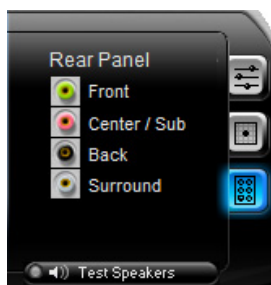 Rear Panel
Front
Center / Sub
Back
Surround
Test Speakers